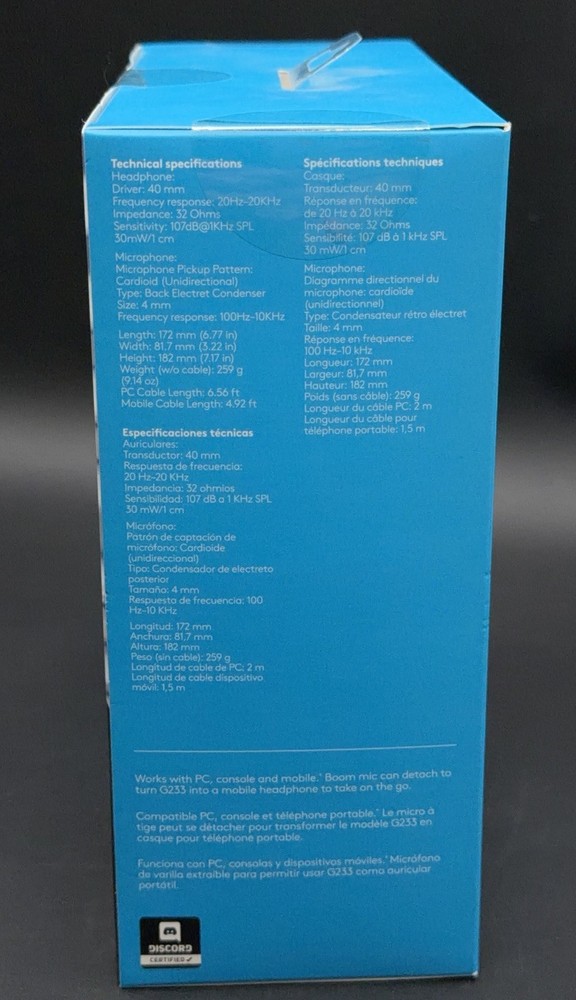 Technical specifications
Headphone:
Driver: 40 mm
Frequency response: 20Hz-20KHz
Impedance: 32 Ohms
Sensitivity: 107dB@1KHz SPL
30mW/1 cm
Microphone:
Microphone Pickup Pattern:
Cardioid (Unidirectional)
Type: Back Electret Condenser
Size: 4 mm
Frequency response: 100Hz-10KHz
Length: 172 mm (6.77 in)
Width: 81.7 mm (3.22 in)
Height: 182 mm (7.17 in)
Weight (w/o cable): 259 g
(9.14 oz)
PC Cable Length: 6.56 ft
Mobile Cable Length: 4.92 ft
Spécifications techniques
Casque:
Transducteur: 40 mm
Réponse en fréquence:
de 20 Hz à 20 kHz
Impédance: 32 Ohms
Sensibilité: 107 dB à 1 kHz SPL
30 mW/1 cm
Microphone:
Diagramme directionnel du
microphone: cardioïde
(unidirectionnel)
Type: Condensateur rétro électret
Taille: 4 mm
Réponse en fréquence:
100 Hz-10 kHz
Longueur: 172 mm
Largeur: 81,7 mm
Hauteur: 182 mm
Poids (sans câble): 259 g
Longueur du câble PC: 2 m
Longueur du câble pour
téléphone portable: 1,5 m
Especificaciones técnicas
Auriculares:
Transductor: 40 mm
Respuesta de frecuencia:
20 Hz-20 KHz
Impedancia: 32 ohmios
Sensibilidad: 107 dB a 1 KHz SPL
30 mW/1 cm
Micrófono:
Patrón de captación de
micrófono: Cardioide
(unidireccional)
Tipo: Condensador de electreto
posterior
Tamaño: 4 mm
Respuesta de frecuencia: 100
Hz-10 KHz
Longitud: 172 mm
Anchura: 81,7 mm
Altura: 182 mm
Peso (sin cable): 259 g
Longitud de cable de PC: 2 m
Longitud de cable dispositivo
móvil: 1,5 m
Works with PC, console and mobile.* Boom mic can detach to
turn G233 into a mobile headphone to take on the go.
Compatible PC, console et téléphone portable.* Le micro à
tige peut se détacher pour transformer le modèle G233 en
casque pour téléphone portable.
Funciona con PC, consolas y dispositivos móviles.* Micrófono
de varilla extraíble para permitir usar G233 como auricular
portátil.
DISCORD
CERTIFIED ✓